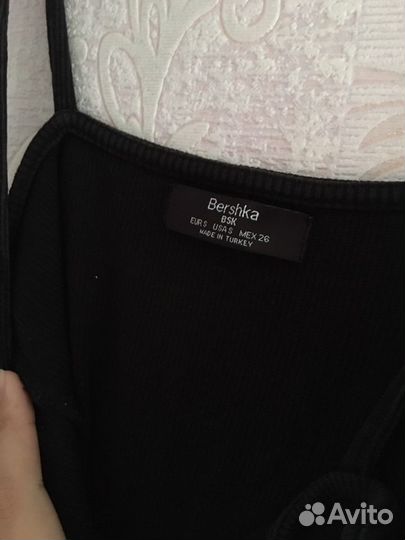 Bershka
BSK
EUR S USA S MEX 26
MADE IN TURKEY
Avito